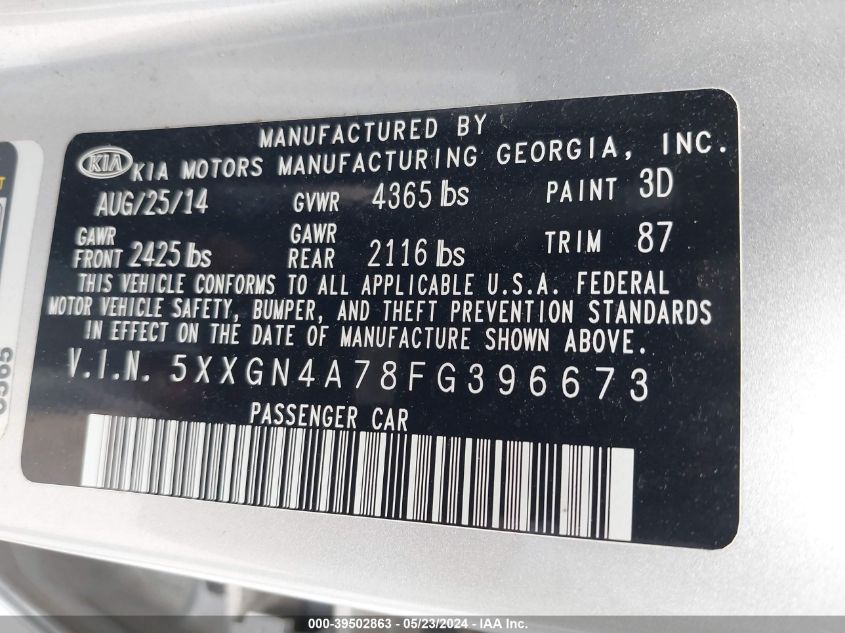 MANUFACTURED BY
KIA KIA MOTORS MANUFACTURING GEORGIA, INC.
AUG/25/14 GVWR 4365 lbs PAINT 3D
GAWR FRONT 2425 lbs GAWR REAR 2116 lbs TRIM 87
THIS VEHICLE CONFORMS TO ALL APPLICABLE U.S.A. FEDERAL
MOTOR VEHICLE SAFETY, BUMPER, AND THEFT PREVENTION STANDARDS
IN EFFECT ON THE DATE OF MANUFACTURE SHOWN ABOVE.
V.I.N. 5XXGN4A78FG396673
PASSENGER CAR
000-39502863 - 05/23/2024 - IAA Inc.